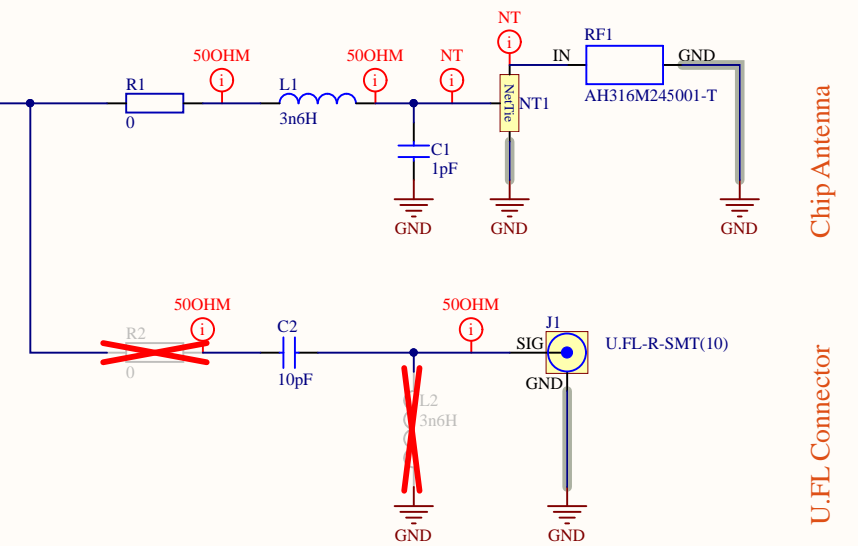 NT
RF1
50OHM
50OHM
NT
i
IN
GND
i
i
i
R1
L1
AH316M245001-T
NetTie
NT1
0
3n6H
C1
1pF
GND
GND
GND
Chip Antenna
50OHM
50OHM
i
i
R2
C2
J1
SIG
U.FL-R-SMT(10)
0
10pF
GND
L2
3n6H
GND
GND
U.FL Connector